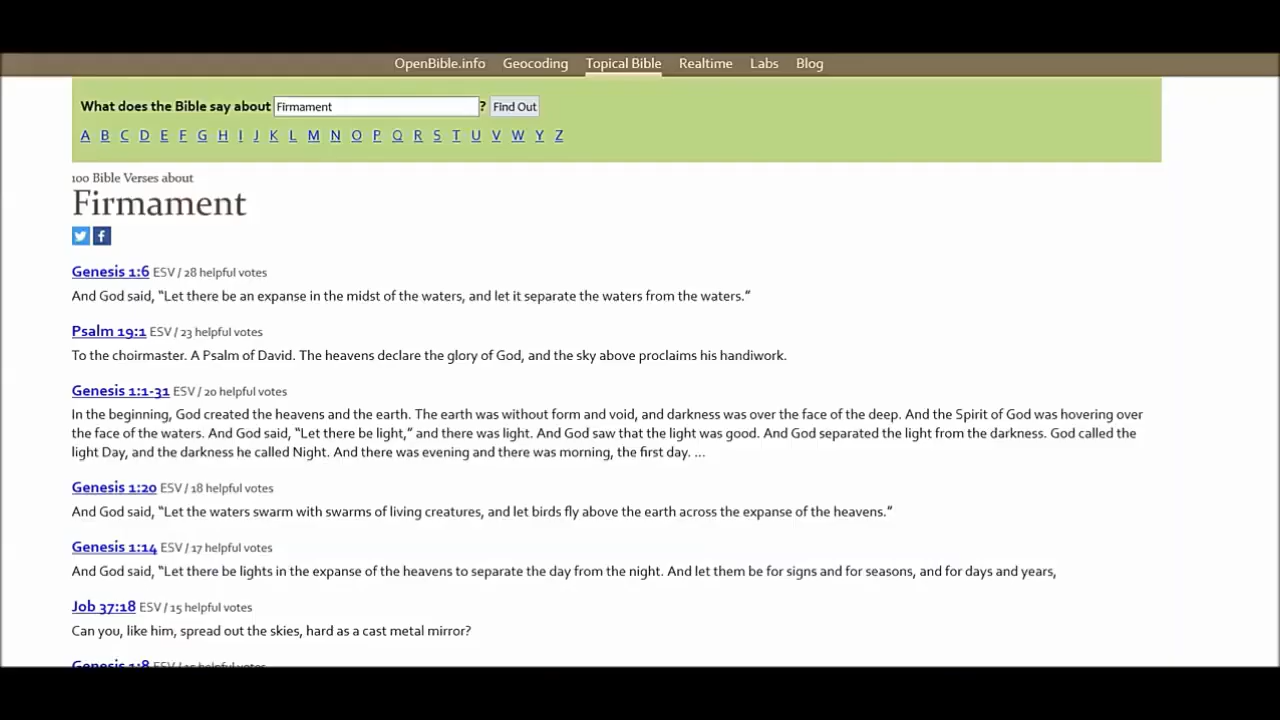 OpenBible.info Geocoding Topical Bible Realtime Labs Blog
What does the Bible say about Firmament ? Find Out
A B C D E F G H I J K L M N O P Q R S T U V W Y Z
100 Bible Verses about
Firmament
Genesis 1:6 ESV / 28 helpful votes
And God said, “Let there be an expanse in the midst of the waters, and let it separate the waters from the waters.”
Psalm 19:1 ESV / 23 helpful votes
To the choirmaster. A Psalm of David. The heavens declare the glory of God, and the sky above proclaims his handiwork.
Genesis 1:1-31 ESV / 20 helpful votes
In the beginning, God created the heavens and the earth. The earth was without form and void, and darkness was over the face of the deep. And the Spirit of God was hovering over
the face of the waters. And God said, “Let there be light,” and there was light. And God saw that the light was good. And God separated the light from the darkness. God called the
light Day, and the darkness he called Night. And there was evening and there was morning, the first day. ...
Genesis 1:20 ESV / 18 helpful votes
And God said, “Let the waters swarm with swarms of living creatures, and let birds fly above the earth across the expanse of the heavens.”
Genesis 1:14 ESV / 17 helpful votes
And God said, “Let there be lights in the expanse of the heavens to separate the day from the night. And let them be for signs and for seasons, and for days and years,
Job 37:18 ESV / 15 helpful votes
Can you, like him, spread out the skies, hard as a cast metal mirror?
Genesis 1:8 ESV / helpful votes